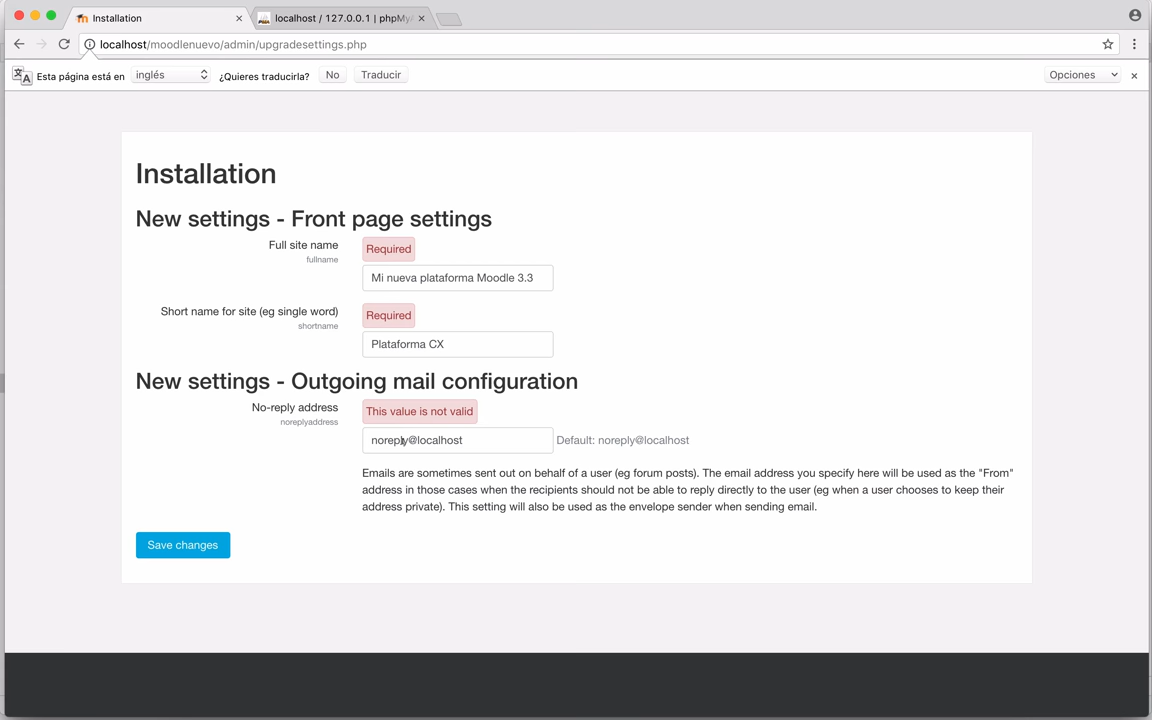 Installation
localhost / 127.0.0.1 | phpMy
localhost/moodlenuevo/admin/upgradesettings.php
Esta página está en inglés ¿Quieres traducirla? No Traducir Opciones
Installation
New settings - Front page settings
Full site name
Required
fullname
Mi nueva plataforma Moodle 3.3
Short name for site (eg single word)
Required
shortname
Plataforma CX
New settings - Outgoing mail configuration
No-reply address
This value is not valid
noreplyaddress
noreply@localhost Default: noreply@localhost
Emails are sometimes sent out on behalf of a user (eg forum posts). The email address you specify here will be used as the "From"
address in those cases when the recipients should not be able to reply directly to the user (eg when a user chooses to keep their
address private). This setting will also be used as the envelope sender when sending email.
Save changes